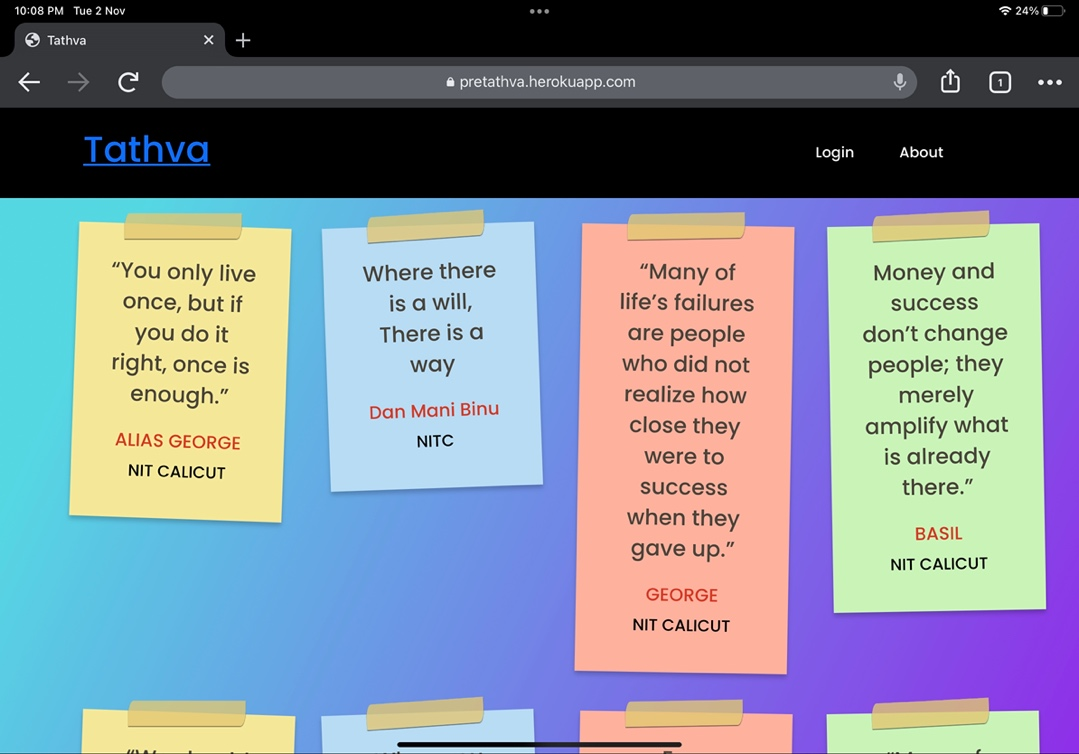 10:08 PM Tue 2 Nov
24%
Tathva
pretathva.herokuapp.com
1
Tathva
Login About
“You only live
once, but if
you do it
right, once is
enough.”
ALIAS GEORGE
NIT CALICUT
Where there
is a will,
There is a
way
Dan Mani Binu
NITC
“Many of
life’s failures
are people
who did not
realize how
close they
were to
success
when they
gave up.”
GEORGE
NIT CALICUT
Money and
success
don’t change
people; they
merely
amplify what
is already
there.”
BASIL
NIT CALICUT